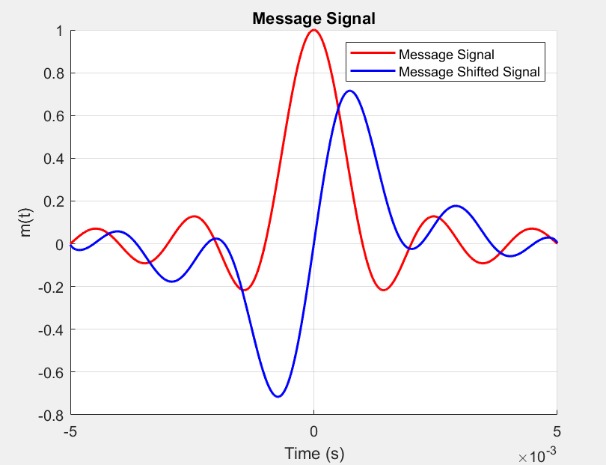 Message Signal
Message Signal
Message Shifted Signal
1
0.8
0.6
0.4
0.2
0
-0.2
-0.4
-0.6
-0.8
m(t)
-5
0
5
Time (s)
×10-3